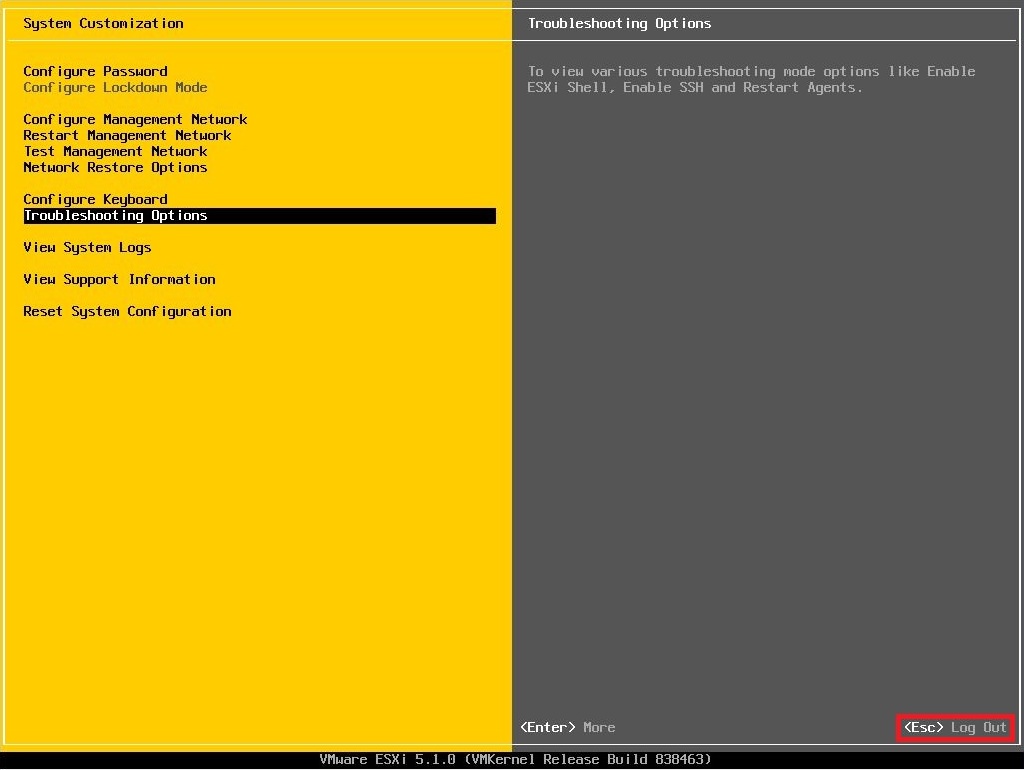 System Customization
Configure Password
Configure Lockdown Mode
Configure Management Network
Restart Management Network
Test Management Network
Network Restore Options
Configure Keyboard
Troubleshooting Options
View System Logs
View Support Information
Reset System Configuration
Troubleshooting Options
To view various troubleshooting mode options like Enable
ESXi Shell, Enable SSH and Restart Agents.
<Enter> More
<Esc> Log Out
VMware ESXi 5.1.0 (VMKernel Release Build 838463)